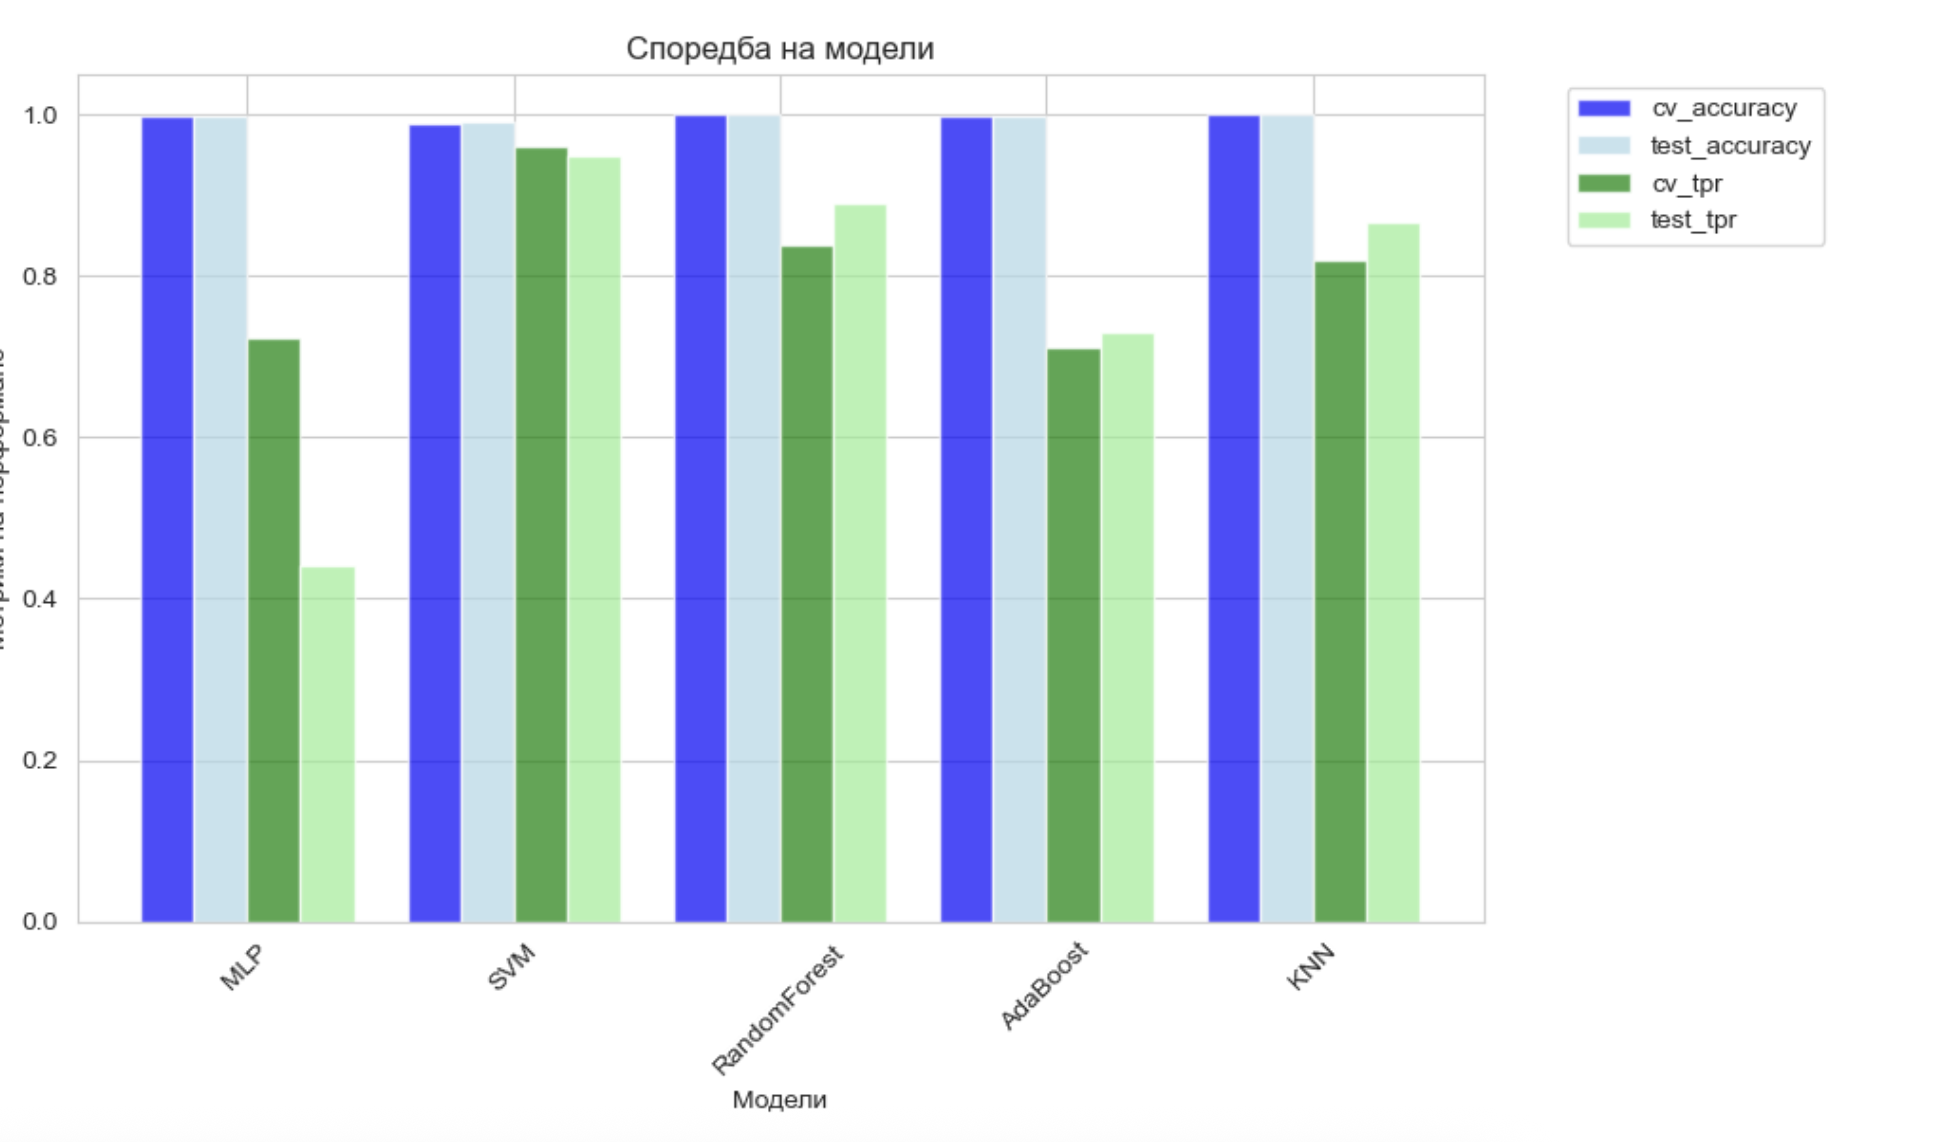 Споредба на модели
1.0
0.8
0.6
0.4
0.2
0.0
MLP
SVM
RandomForest
AdaBoost
KNN
Модели
cv_accuracy
test_accuracy
cv_tpr
test_tpr